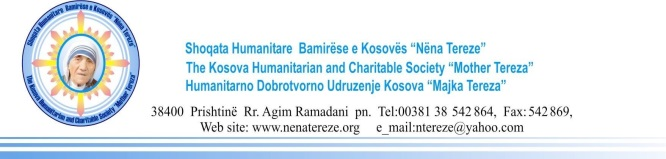 Shoqata Humanitare Bamirëse e Kosovës "Nëna Tereze"
The Kosova Humanitarian and Charitable Society "Mother Tereza"
Shoqata Humanitare Bamirëse e Kosovës “Nëna Tereze”
The Kosova Humanitarian and Charitable Society “Mother Tereza”
Humanitarno Dobrotvorno Udruzenje Kosova “Majka Tereza”
38400 Prishtinë Rr. Agim Ramadani pn. Tel:00381 38 542 864, Fax: 542 869,
Web site: www.nenatereze.org e_mail:ntereze@yahoo.com